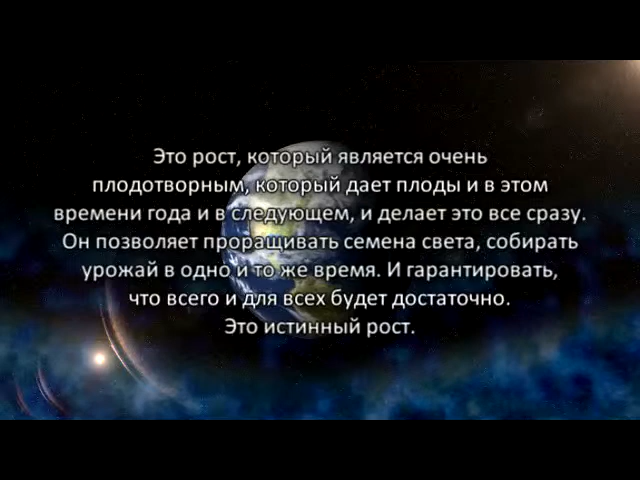 Это рост, который является очень
плодотворным, который дает плоды и в этом
времени года и в следующем, и делает это все сразу.
Он позволяет проращивать семена света, собирать
урожай в одно и то же время. И гарантировать,
что всего и для всех будет достаточно.
Это истинный рост.